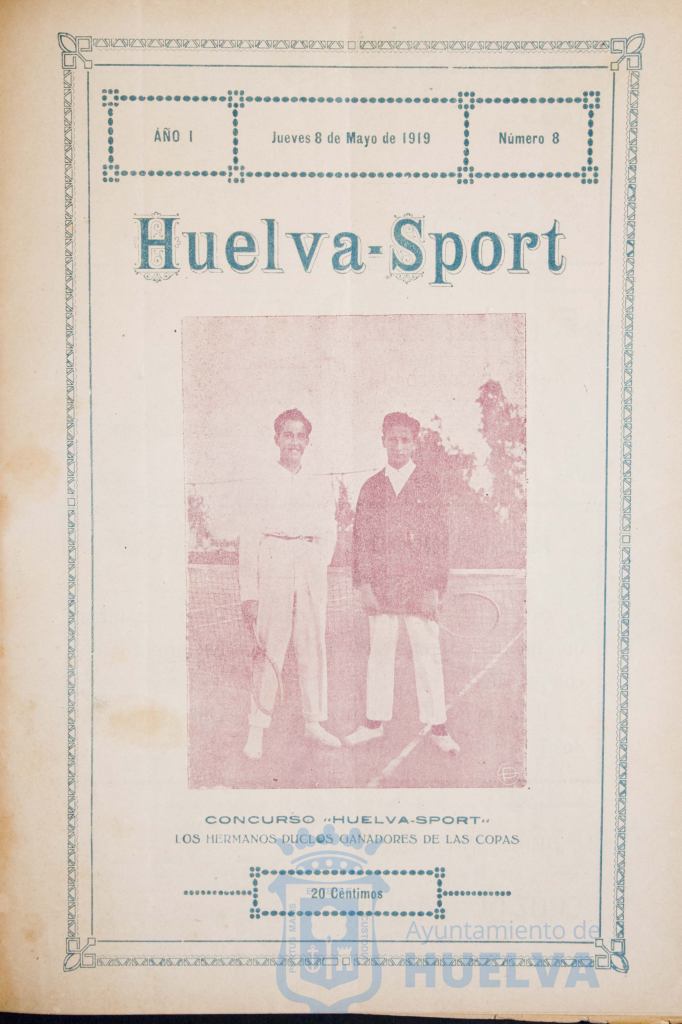 ÁÑO I
Jueves 8 de Mayo de 1919
Número 8
Huelva-Sport
CONCURSO "HUELVA-SPORT"
LOS HERMANOS DUCLOS GANADORES DE LAS COPAS
20 Céntimos
Ayuntamiento de
HUELVA